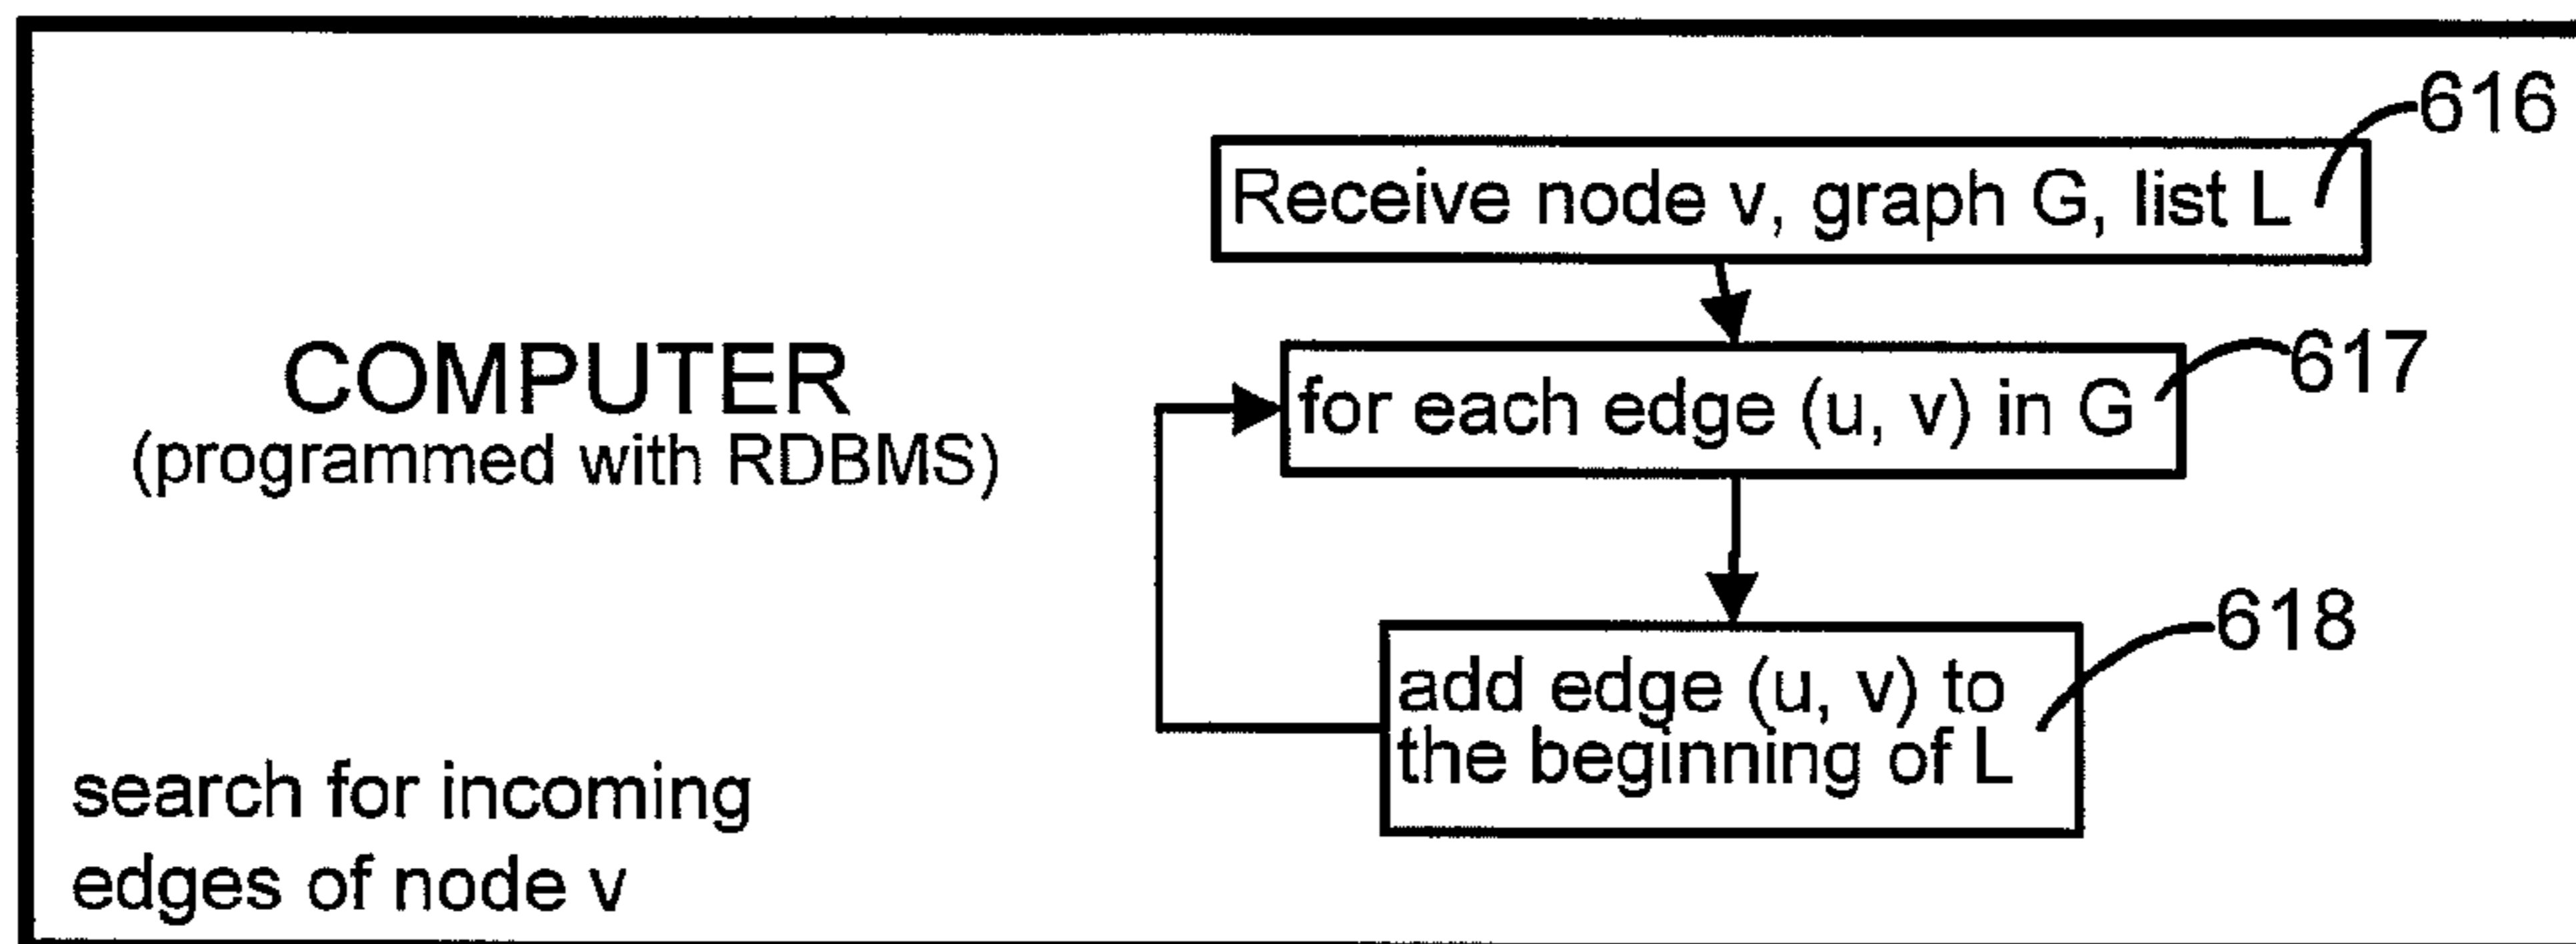 616
Receive node v, graph G, list L
617
for each edge (u, v) in G
COMPUTER
(programmed with RDBMS)
618
add edge (u, v) to
the beginning of L
search for incoming
edges of node v